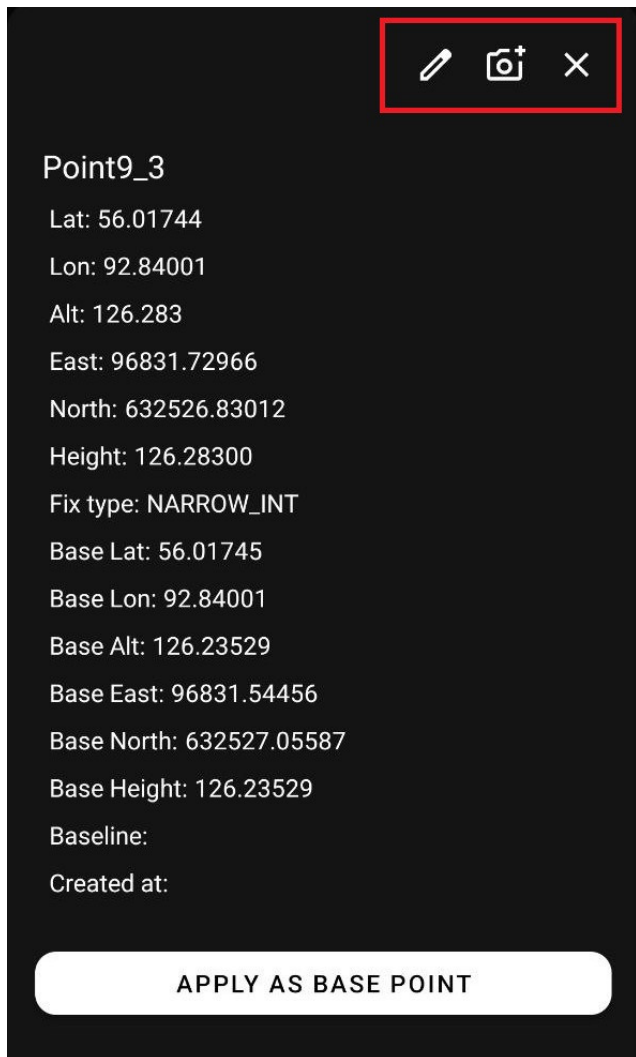 Point9_3
Lat: 56.01744
Lon: 92.84001
Alt: 126.283
East: 96831.72966
North: 632526.83012
Height: 126.28300
Fix type: NARROW_INT
Base Lat: 56.01745
Base Lon: 92.84001
Base Alt: 126.23529
Base East: 96831.54456
Base North: 632527.05587
Base Height: 126.23529
Baseline:
Created at:
APPLY AS BASE POINT